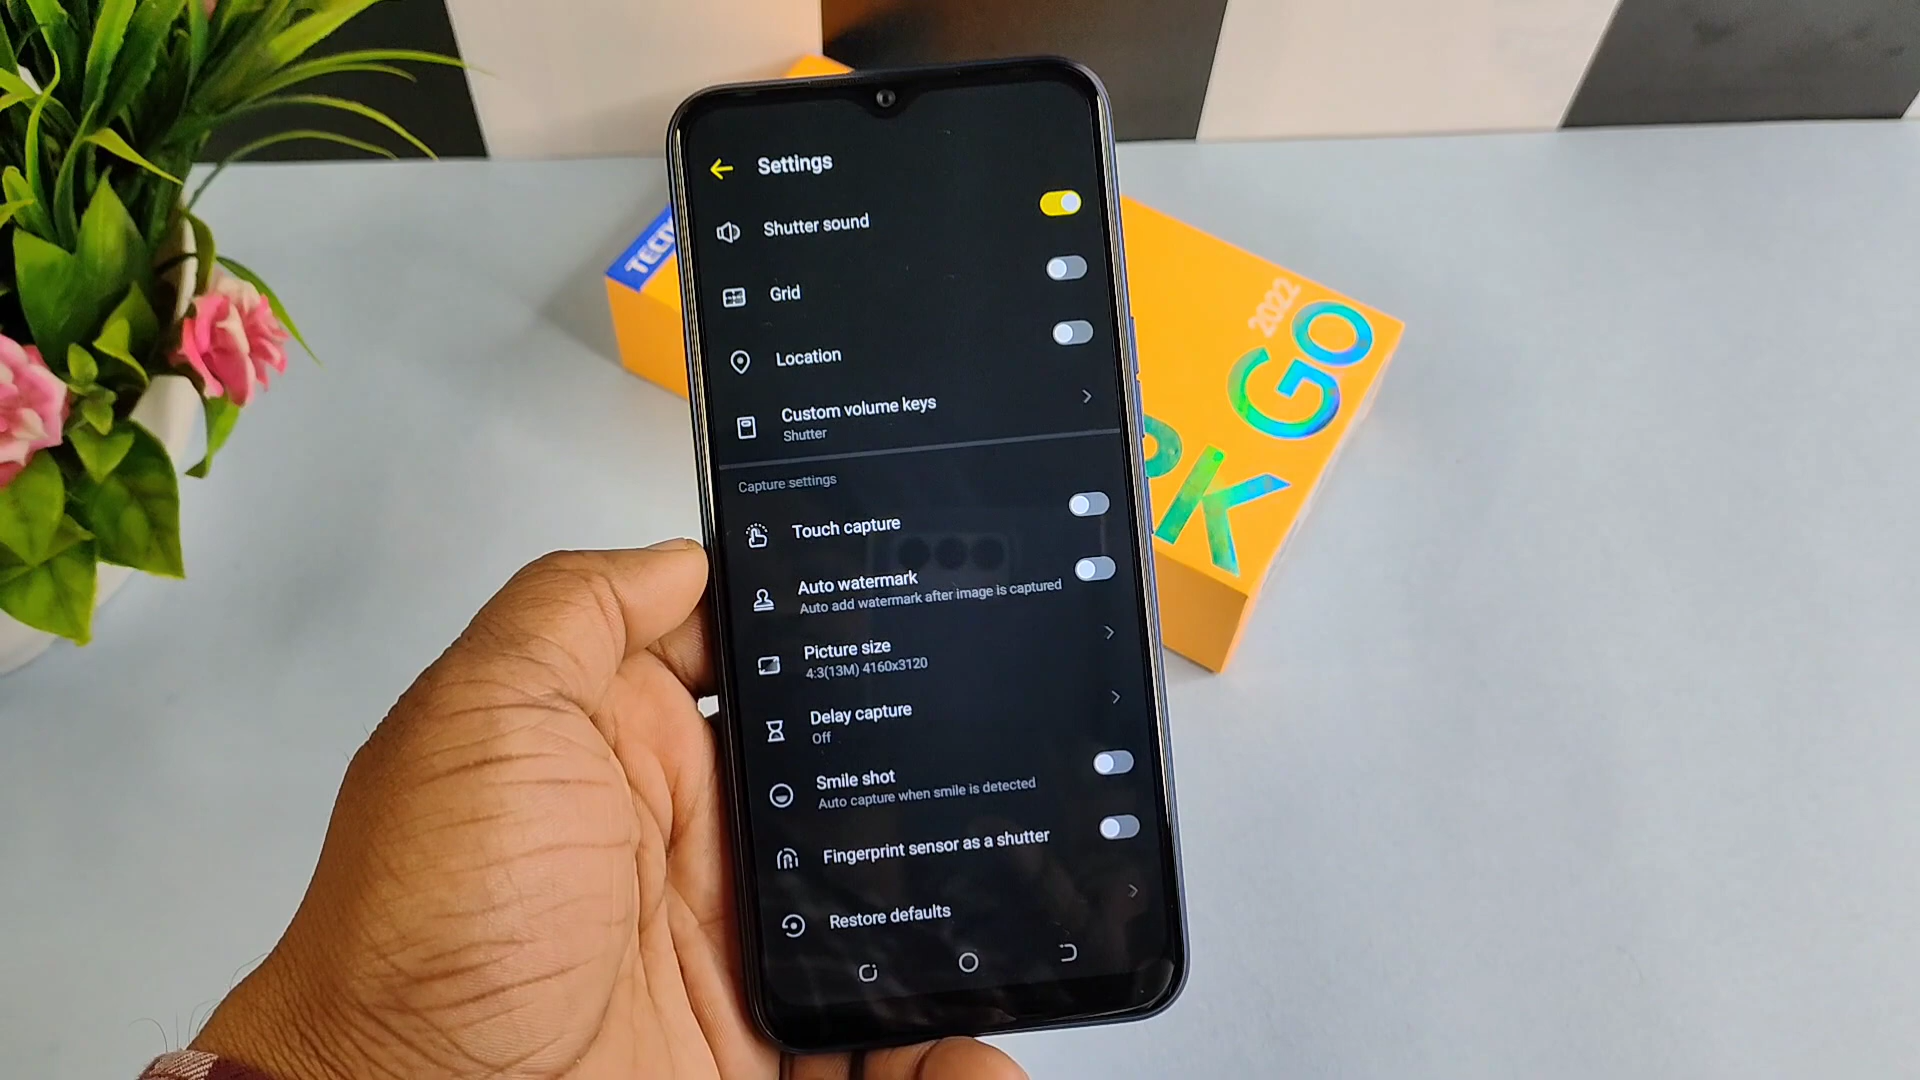 Settings
Shutter sound
Grid
Location
Custom volume keys
Shutter
Capture settings
Touch capture
Auto watermark
Auto add watermark after image is captured
Picture size
4:3(13M) 4160x3120
Delay capture
Off
Smile shot
Auto capture when smile is detected
Fingerprint sensor as a shutter
Restore defaults
2022
GO